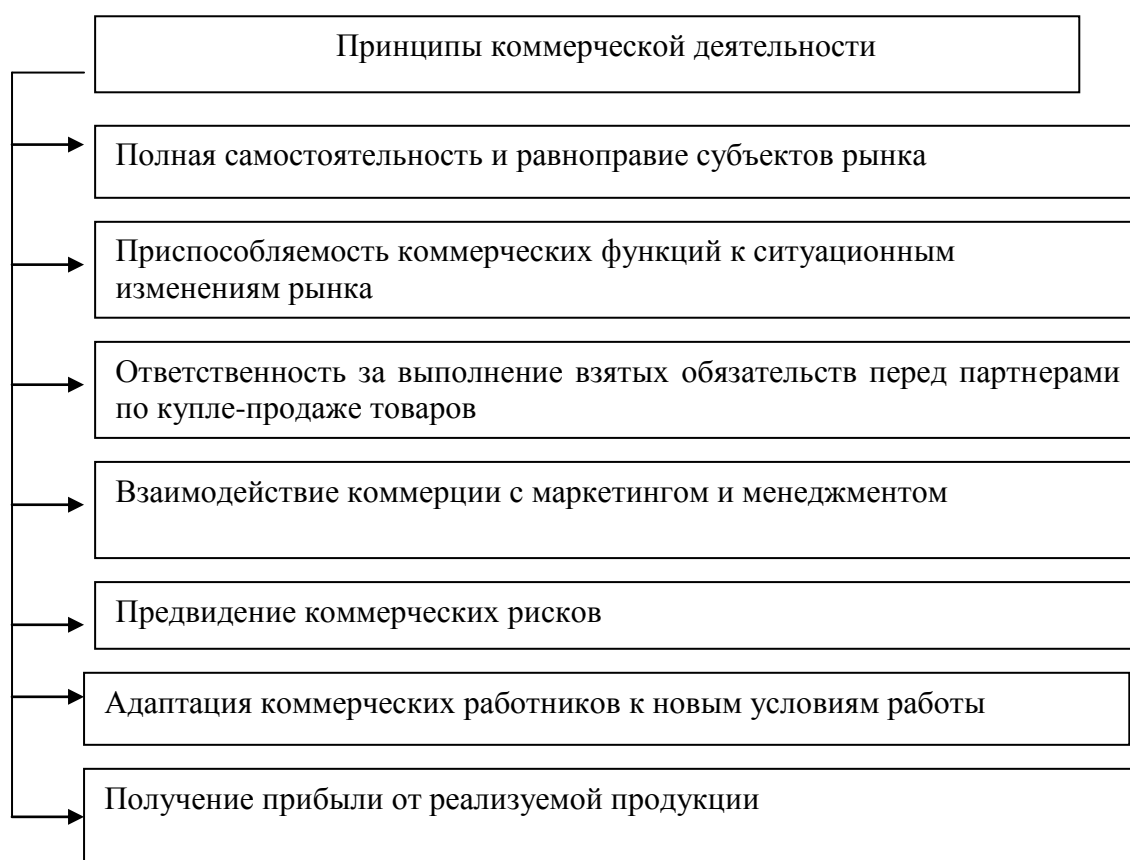 Принципы коммерческой деятельности
Полная самостоятельность и равноправие субъектов рынка
Приспособляемость коммерческих функций к ситуационным
изменениям рынка
Ответственность за выполнение взятых обязательств перед партнерами
по купле-продаже товаров
Взаимодействие коммерции с маркетингом и менеджментом
Предвидение коммерческих рисков
Адаптация коммерческих работников к новым условиям работы
Получение прибыли от реализуемой продукции